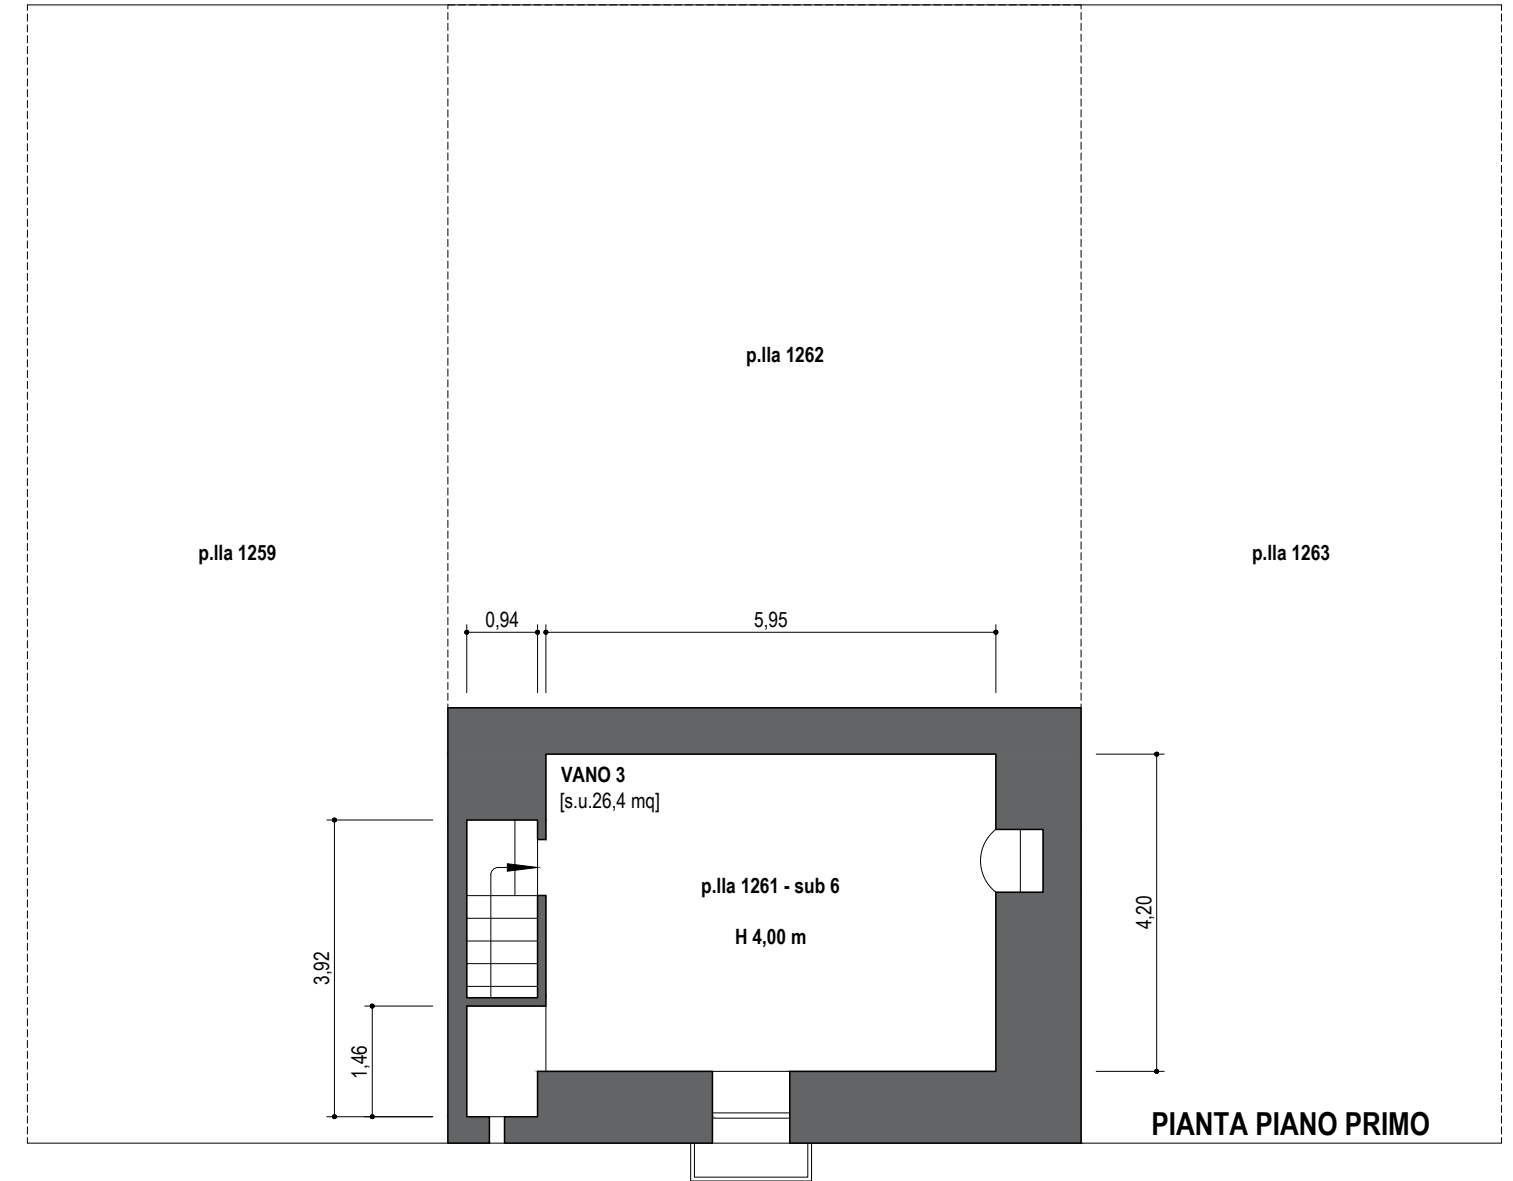 p.lla 1262
p.lla 1259
p.lla 1263
0,94
5,95
VANO 3
[s.u.26,4 mq]
p.lla 1261 - sub 6
H 4,00 m
4,20
3,92
1,46
PIANTA PIANO PRIMO